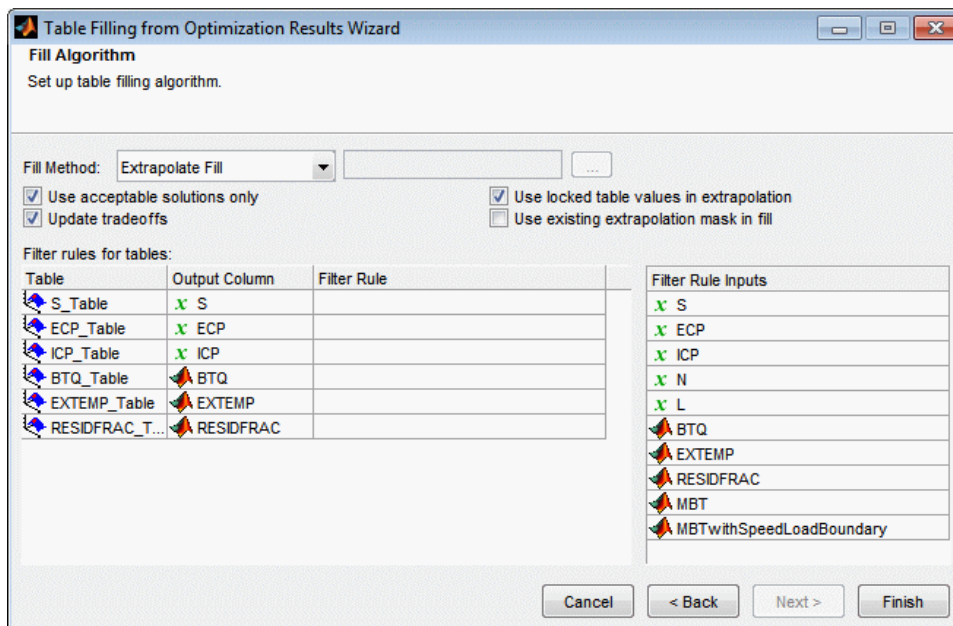 Table Filling from Optimization Results Wizard
Fill Algorithm
Set up table filling algorithm.
Fill Method: Extrapolate Fill ...
Use acceptable solutions only Use locked table values in extrapolation
Update tradeoffs Use existing extrapolation mask in fill
Filter rules for tables:
Table Output Column Filter Rule
S_Table x S
ECP_Table x ECP
ICP_Table x ICP
BTQ_Table BTQ
EXTEMP_Table EXTEMP
RESIDFRAC_T... RESIDFRAC
Filter Rule Inputs
x S
x ECP
x ICP
x N
x L
BTQ
EXTEMP
RESIDFRAC
MBT
MBTwithSpeedLoadBoundary
Cancel < Back Next > Finish